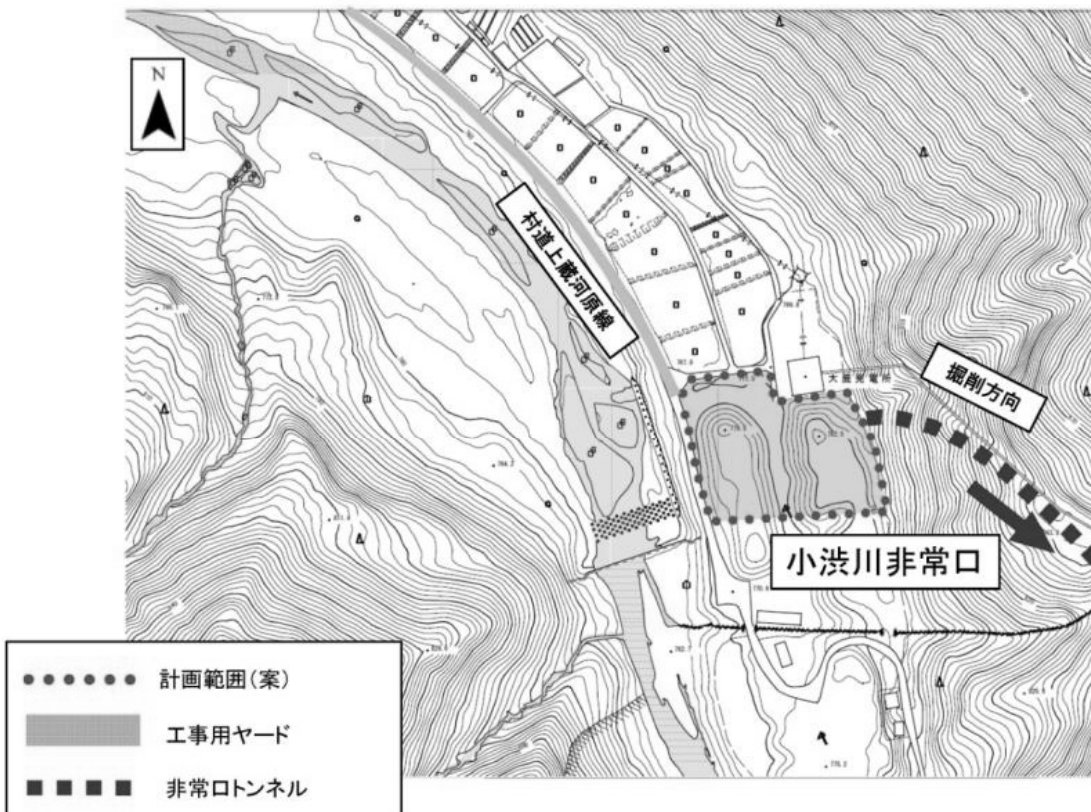 N
村道上蔵河原線
大鹿発電所
掘削方向
小渋川非常口
計画範囲(案)
工事用ヤード
非常口トンネル